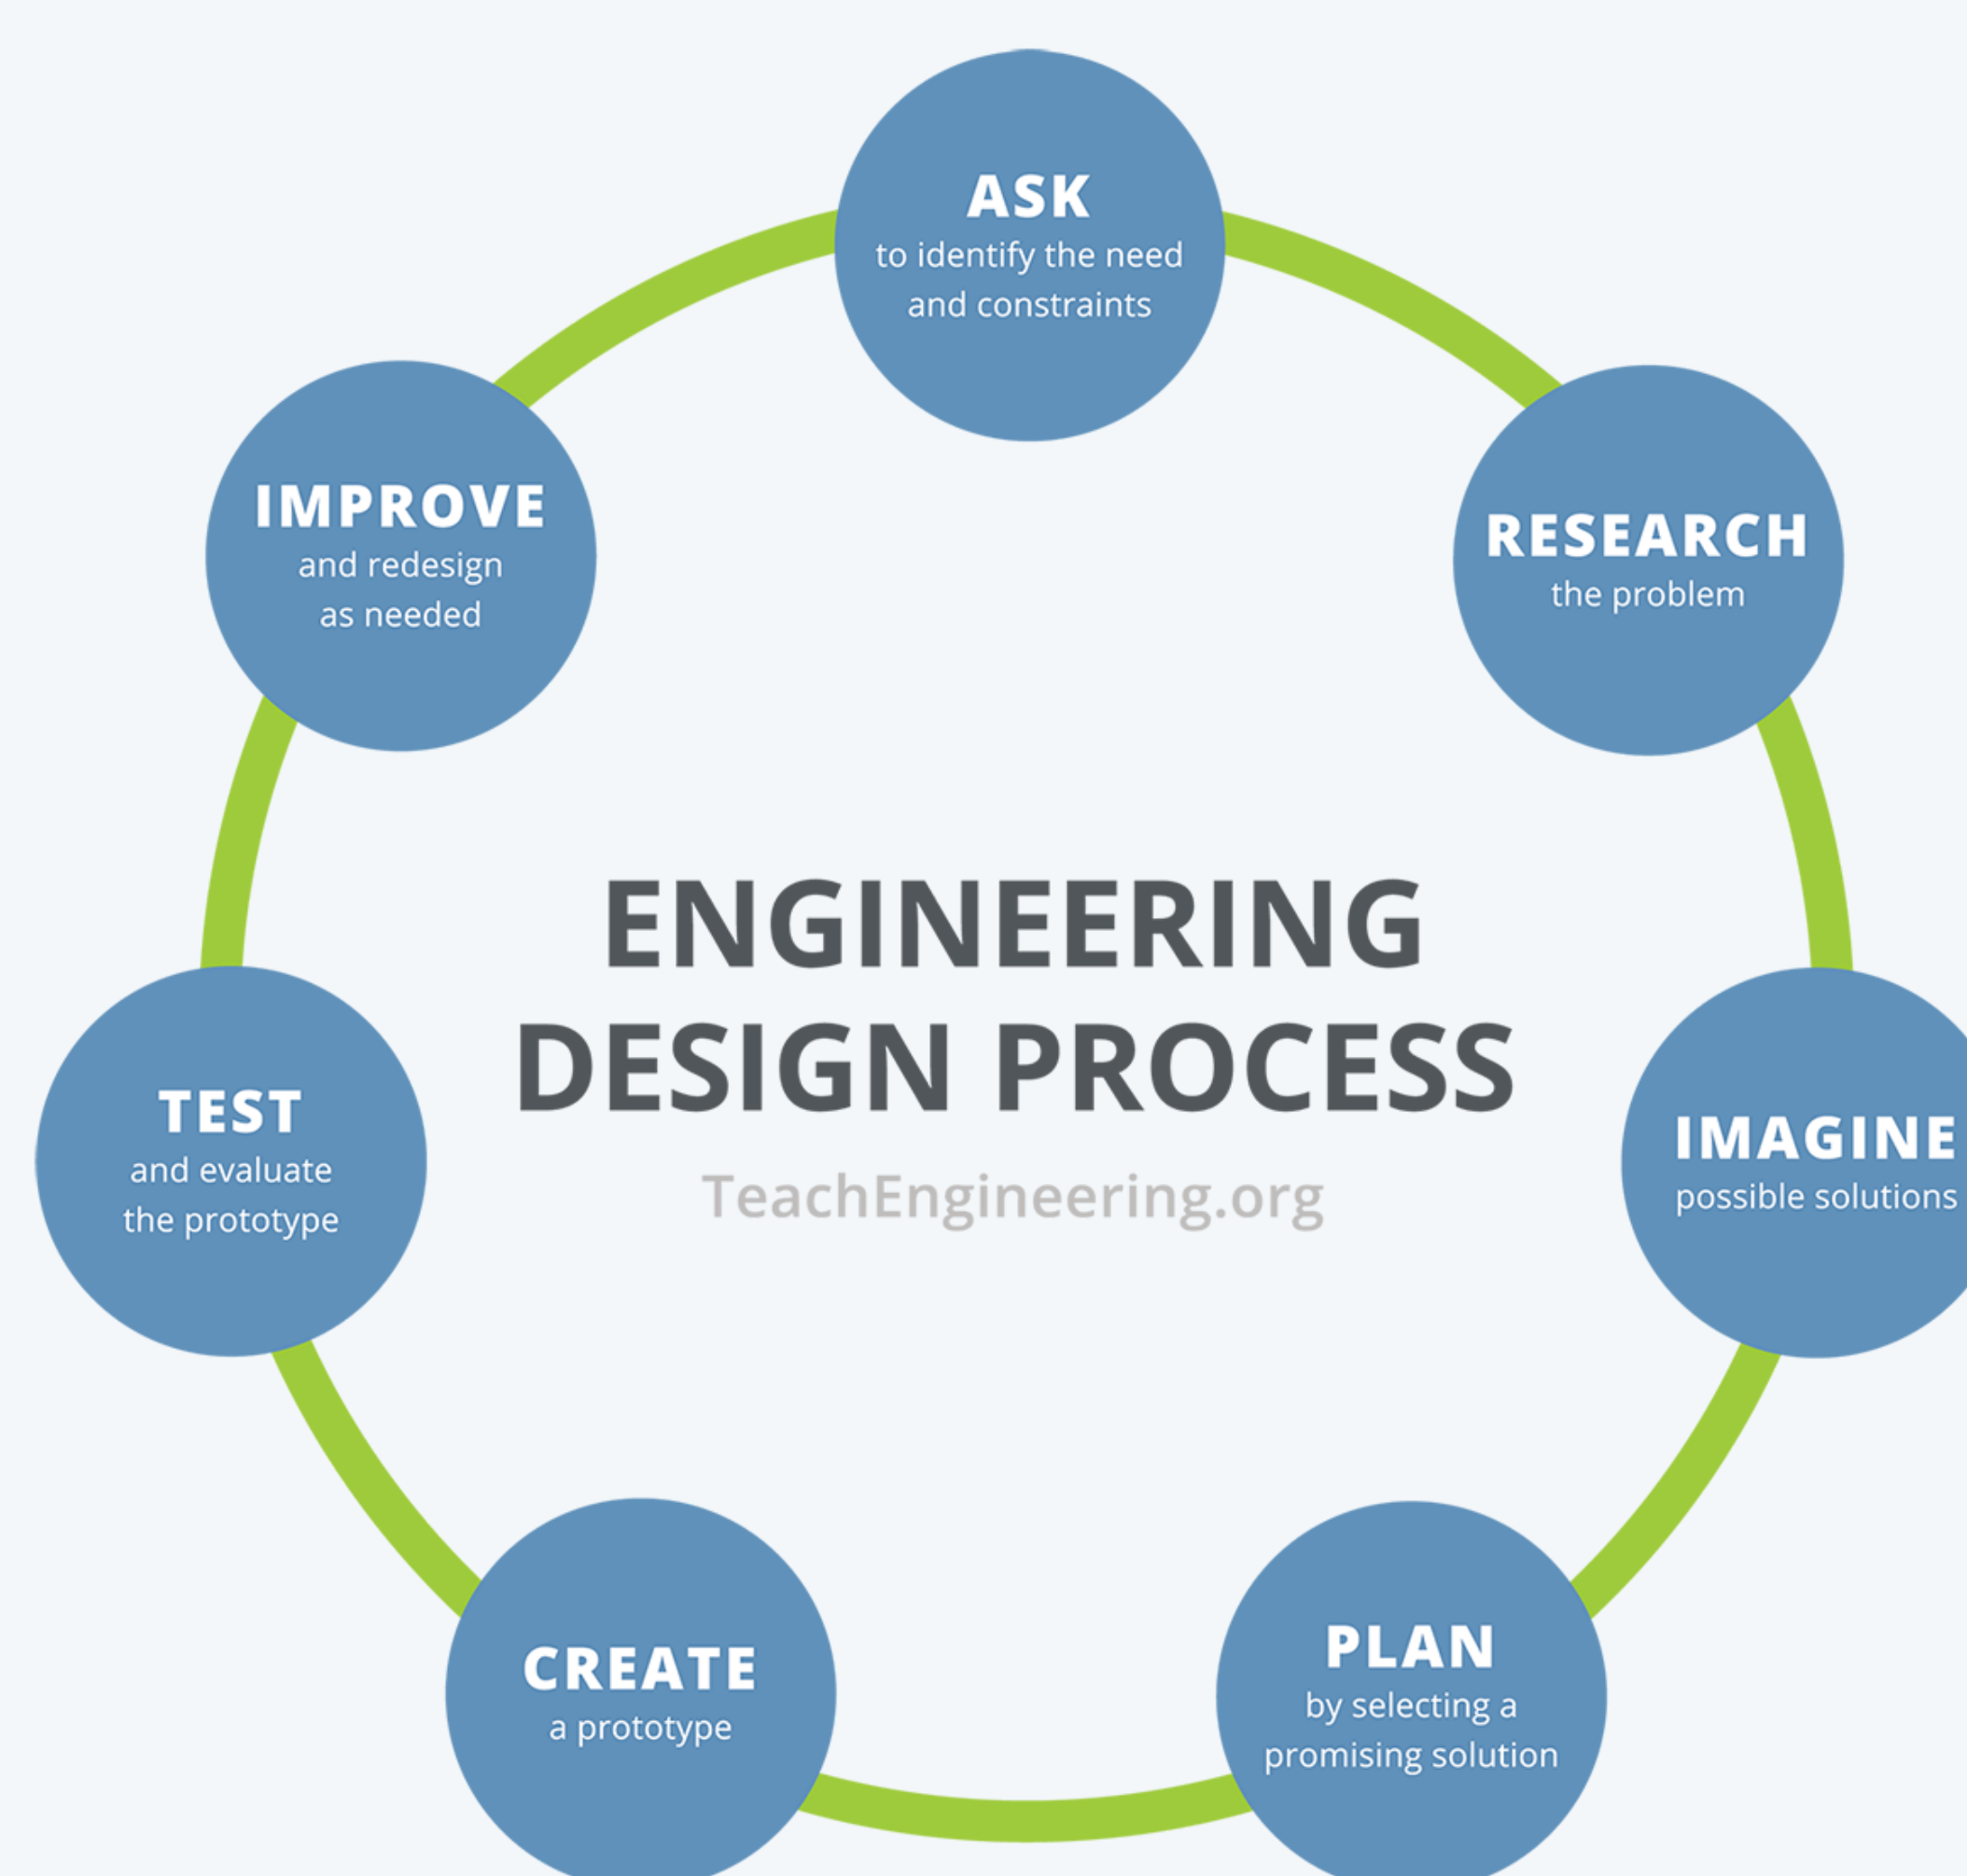 ASK
to identify the need
and constraints
RESEARCH
the problem
IMAGINE
possible solutions
PLAN
by selecting a
promising solution
CREATE
a prototype
TEST
and evaluate
the prototype
IMPROVE
and redesign
as needed
ENGINEERING
DESIGN PROCESS
TeachEngineering.org